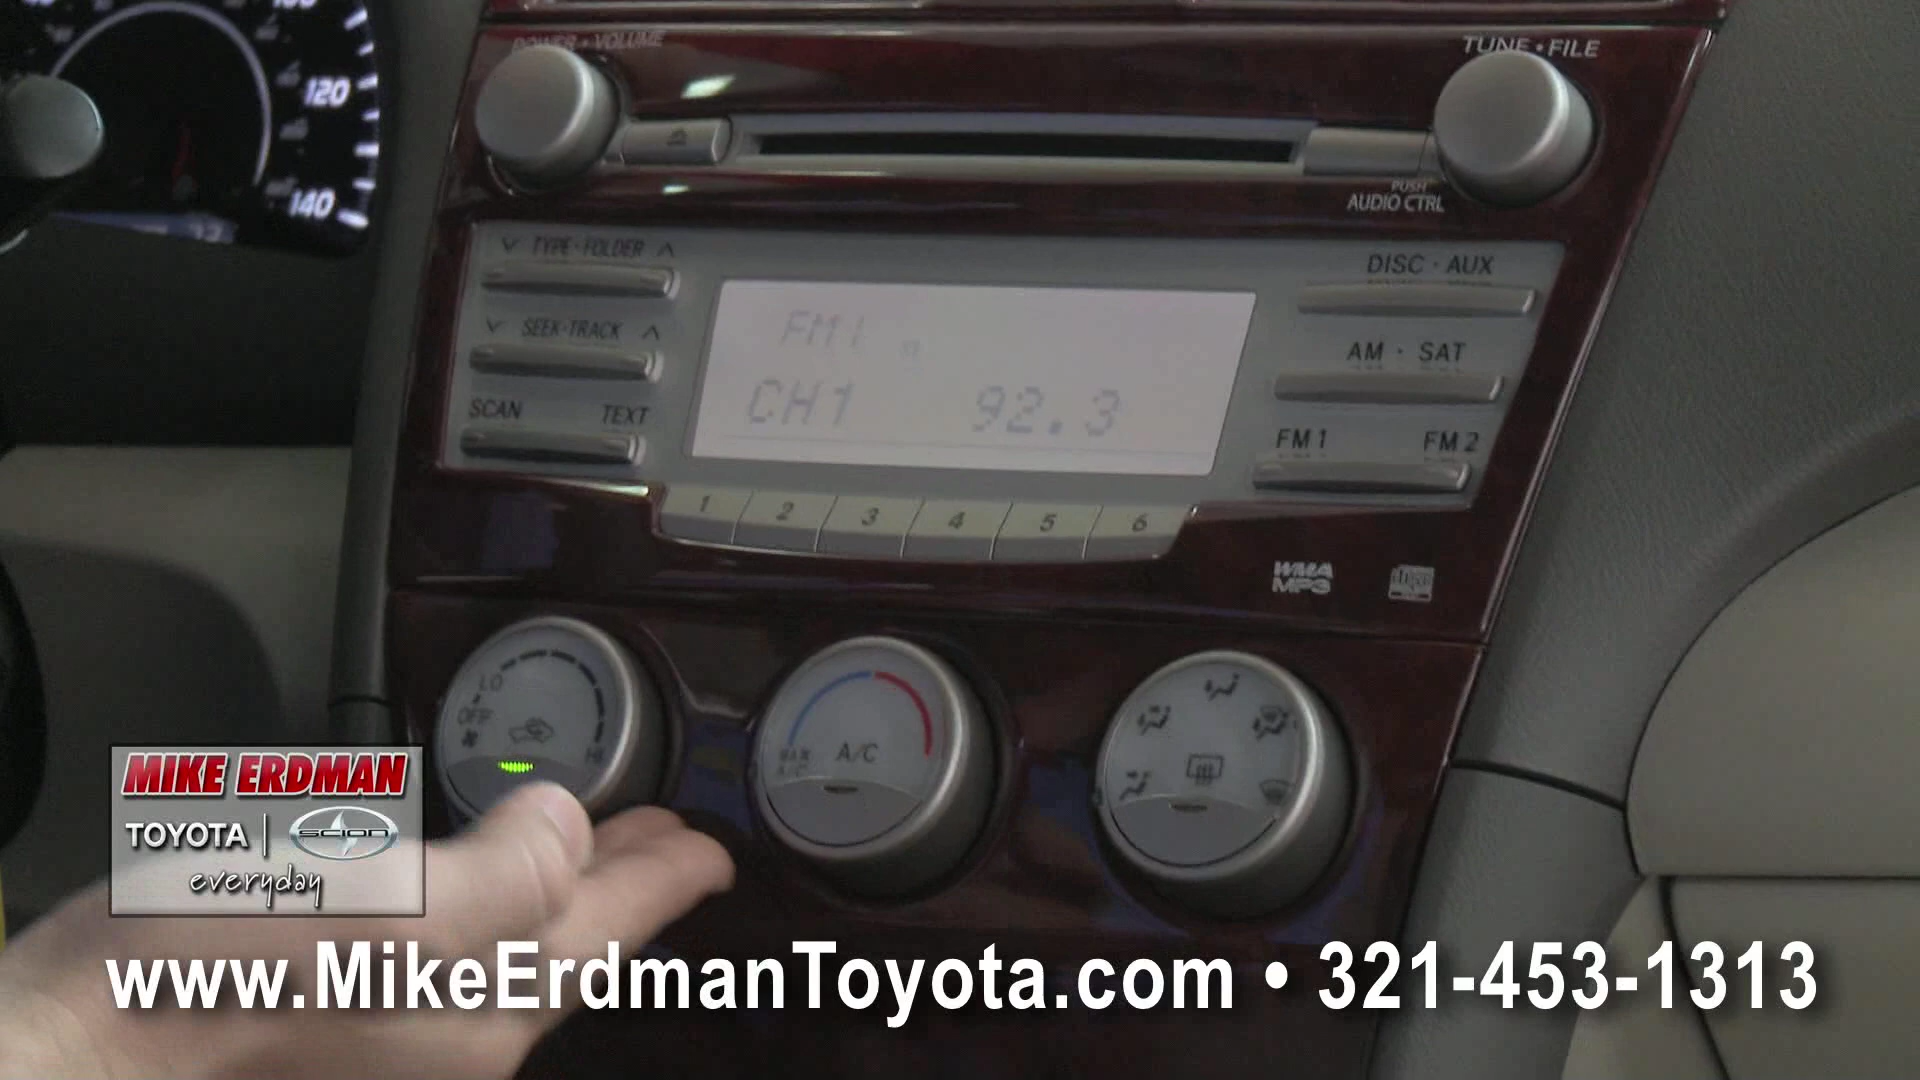 POWER • VOLUME
TUNE • FILE
120
140
PUSH
AUDIO CTRL
TYPE • FOLDER
DISC • AUX
SEEK • TRACK
AM • SAT
SCAN TEXT
FM 1 FM 2
FM1
CH1 92.3
1 2 3 4 5 6
WMA
MP3
LO
OFF
HI
MAX
A/C
A/C
MIKE ERDMAN
TOYOTA | SCION
everyday
www.MikeErdmanToyota.com • 321-453-1313